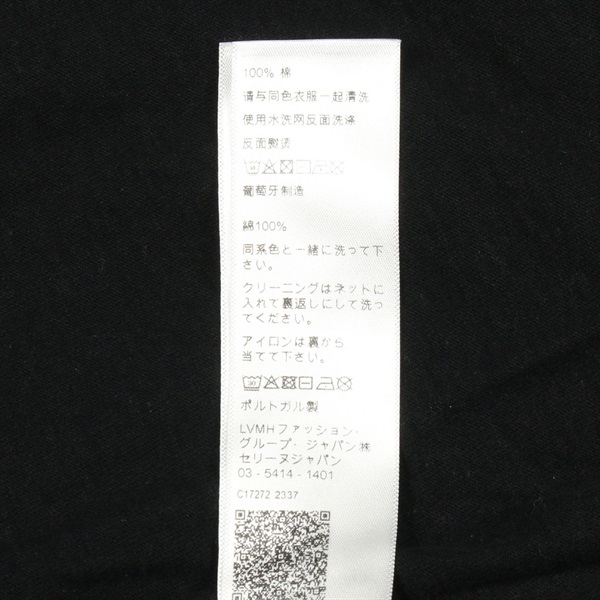 100% 棉
请与同色衣服一起清洗
使用水洗网反面洗涤
反面熨烫
葡萄牙制造
綿100%
同系色と一緒に洗って下
さい。
クリーニングはネットに
入れて裏返しにして洗っ
てください。
アイロンは裏から
当てて下さい。
30
ポルトガル製
LVMHファッション・
グループ・ジャパン㈱
セリーヌジャパン
03 - 5414 - 1401
C17272 2337